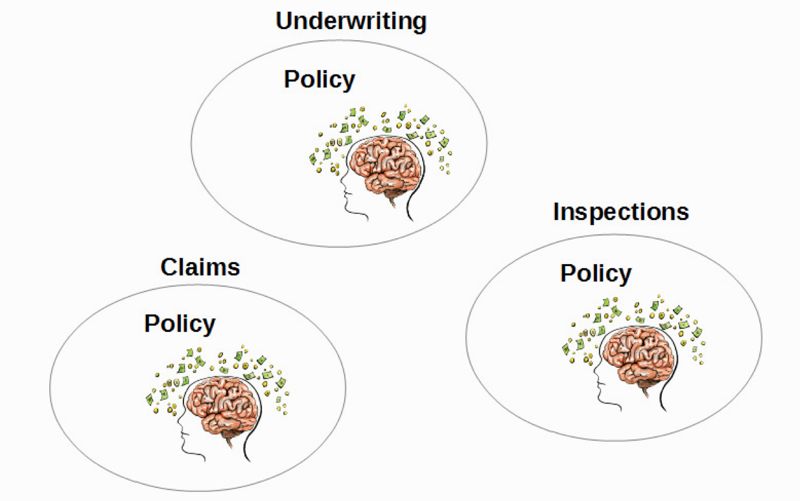 Underwriting
Policy
Inspections
Policy
Claims
Policy